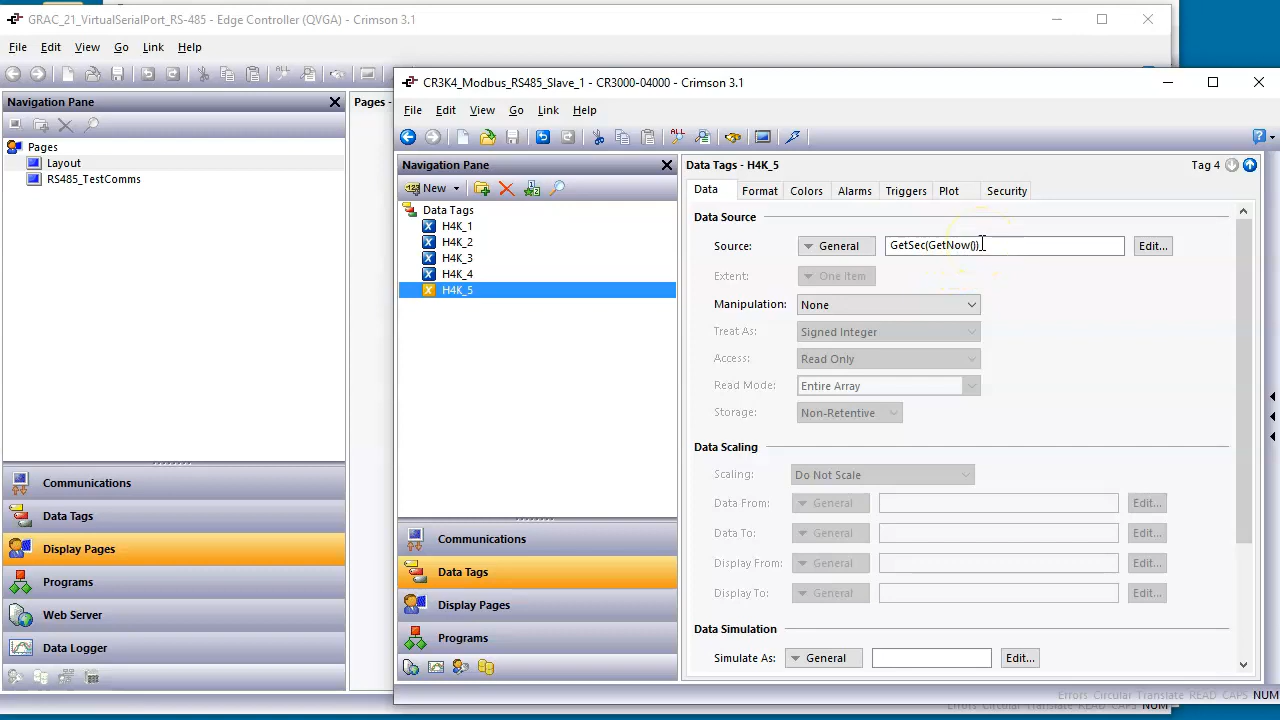 GRAC_21_VirtualSerialPort_RS-485 - Edge Controller (QVGA) - Crimson 3.1
File Edit View Go Link Help
Navigation Pane
Pages -
Pages
Layout
RS485_TestComms
Communications
Data Tags
Display Pages
Programs
Web Server
Data Logger
CR3K4_Modbus_RS485_Slave_1 - CR3000-04000 - Crimson 3.1
File Edit View Go Link Help
Navigation Pane
New
Data Tags
H4K_1
H4K_2
H4K_3
H4K_4
H4K_5
Communications
Data Tags
Display Pages
Programs
Data Tags - H4K_5
Tag 4
Data Format Colors Alarms Triggers Plot Security
Data Source
Source: General GetSec(GetNow()) Edit...
Extent: One Item
Manipulation: None
Treat As: Signed Integer
Access: Read Only
Read Mode: Entire Array
Storage: Non-Retentive
Data Scaling
Scaling: Do Not Scale
Data From: General Edit...
Data To: General Edit...
Display From: General Edit...
Display To: General Edit...
Data Simulation
Simulate As: General Edit...
Errors Circular Translate READ CAPS NUM
Errors Circular Translate READ CAPS NUM